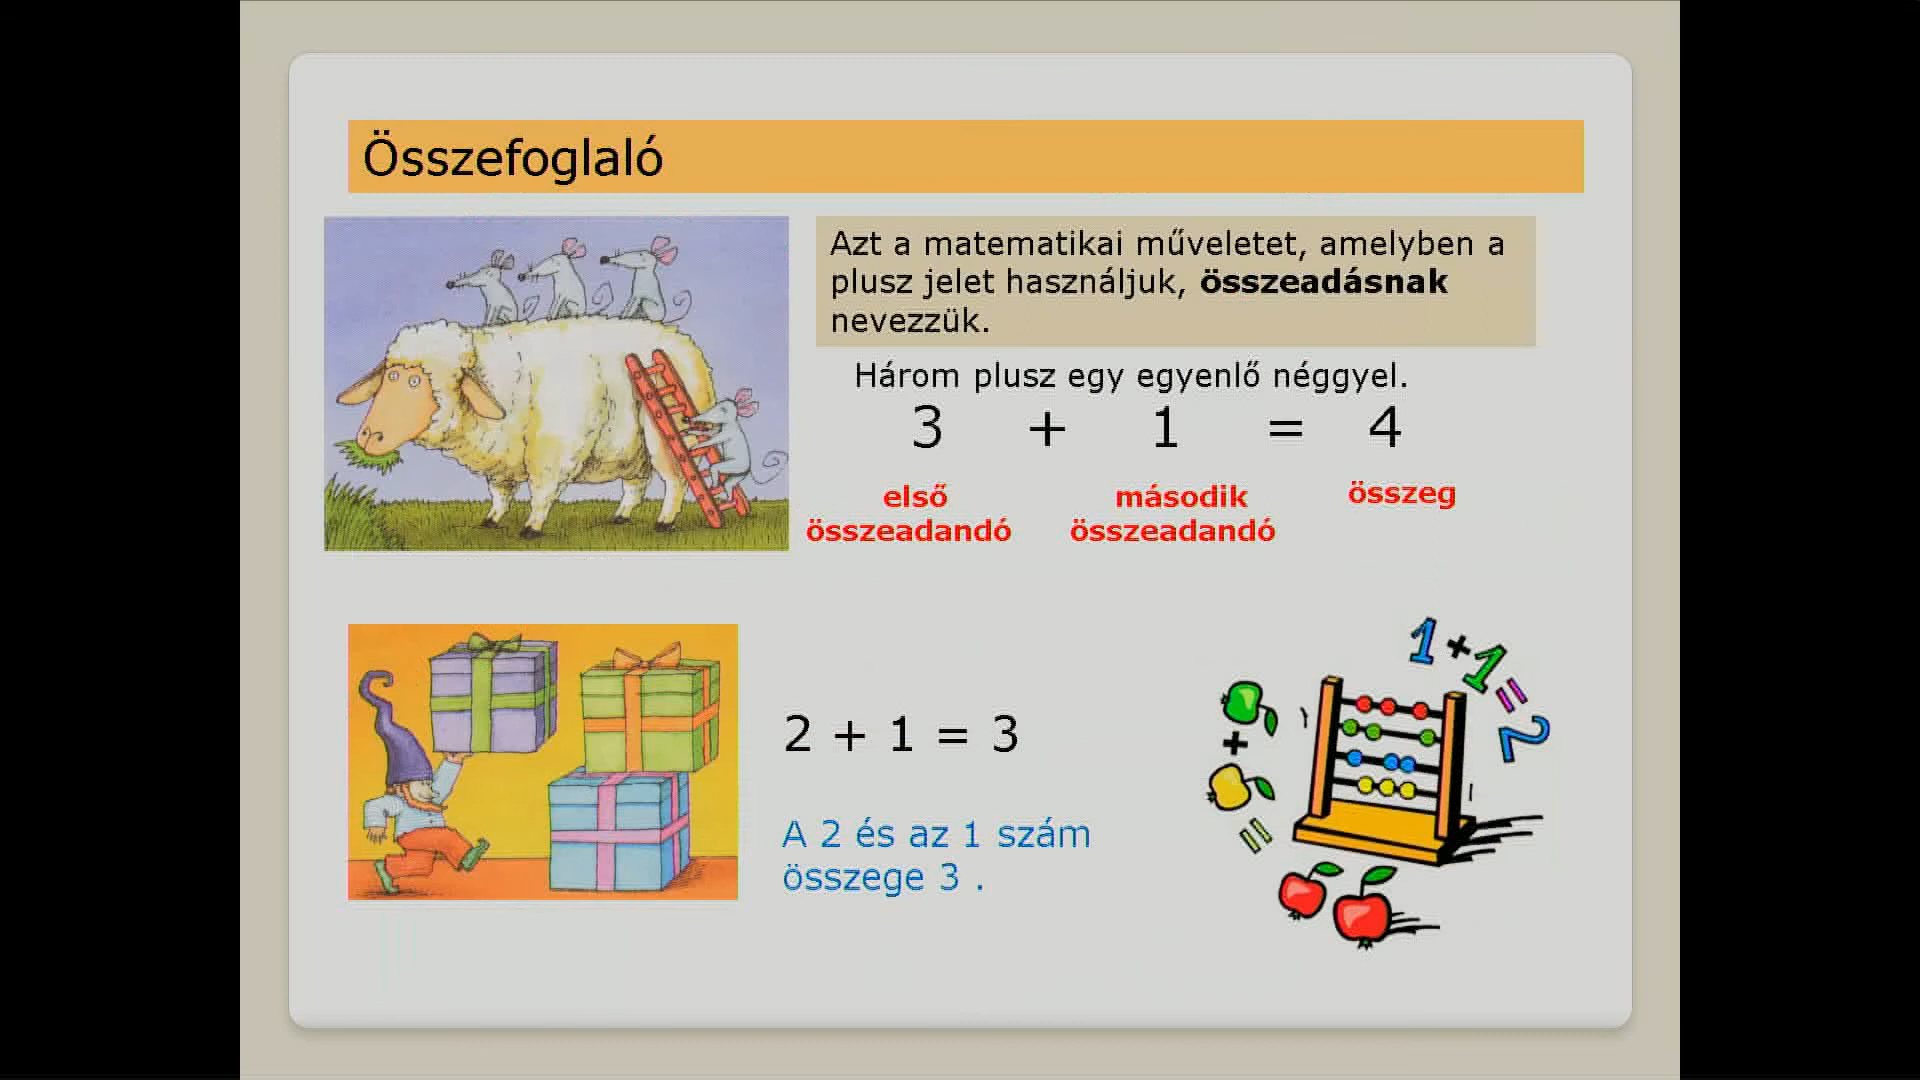 Összefoglaló
Azt a matematikai műveletet, amelyben a
plusz jelet használjuk, összeadásnak
nevezzük.
Három plusz egy egyenlő néggyel.
3 + 1 = 4
első
összeadandó
második
összeadandó
összeg
2 + 1 = 3
A 2 és az 1 szám
összege 3 .
1+1=2
+
=